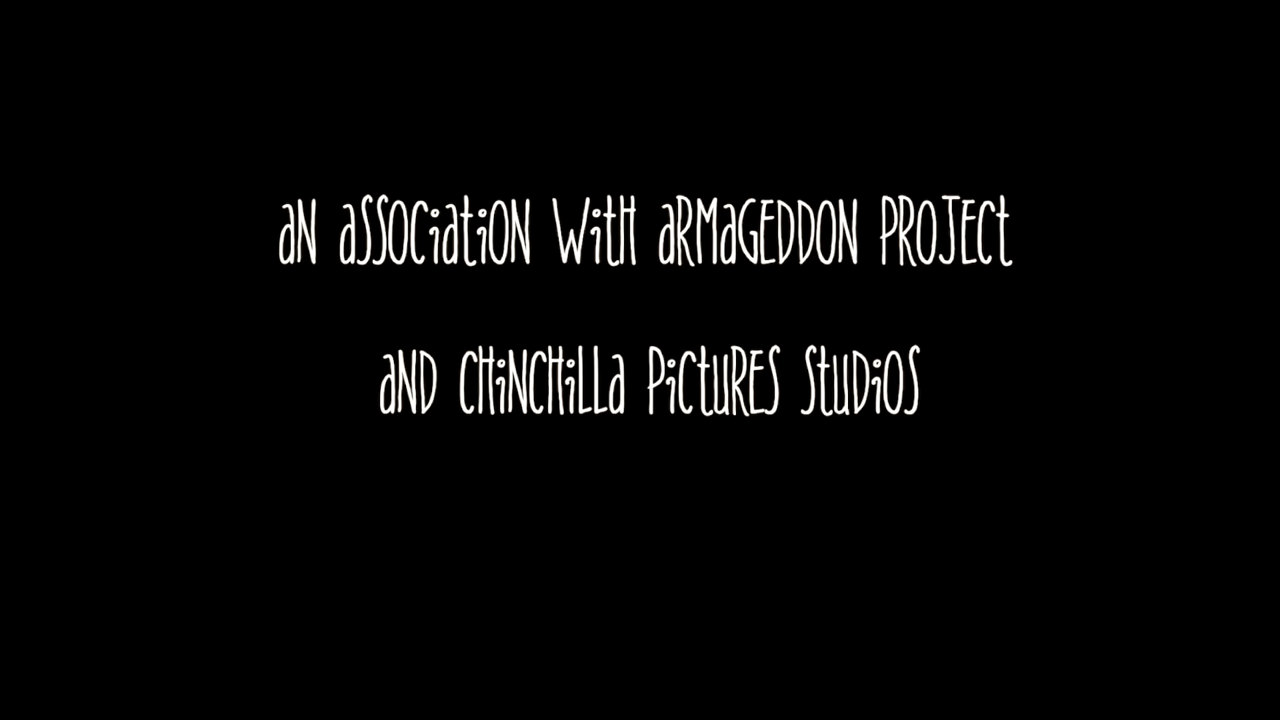 aN aSSOCiatiON WitH aRMaGEDDON PROJECt
aND CHiNCHiLLa PiCtURES StUDiOS